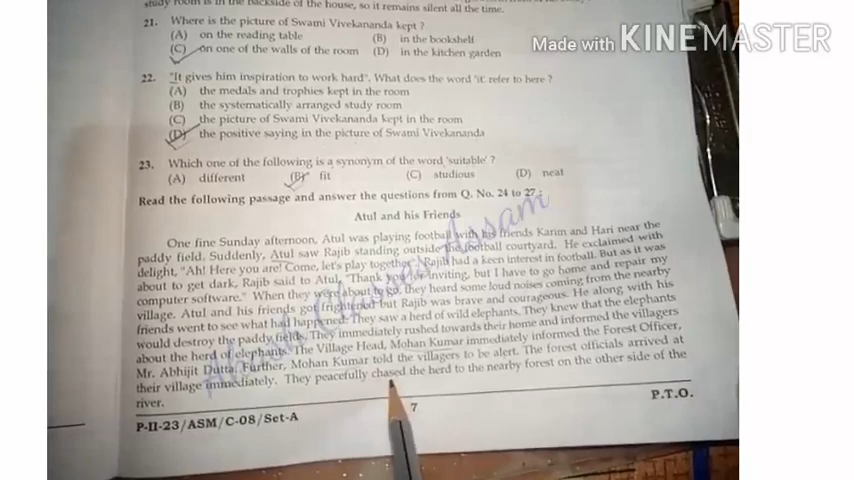 study room is in the backside of the house, so it remains silent all the time.
Made with KINEMASTER
21. Where is the picture of Swami Vivekananda kept ?
(A) on the reading table (B) in the bookshelf
(C) on one of the walls of the room (D) in the kitchen garden
22. "It gives him inspiration to work hard". What does the word 'it' refer to here ?
(A) the medals and trophies kept in the room
(B) the systematically arranged study room
(C) the picture of Swami Vivekananda kept in the room
(D) the positive saying in the picture of Swami Vivekananda
23. Which one of the following is a synonym of the word 'suitable' ?
(A) different (B) fit (C) studious (D) neat
Read the following passage and answer the questions from Q. No. 24 to 27 :
Atul and his Friends
One fine Sunday afternoon, Atul was playing football with his friends Karim and Hari near the
paddy field. Suddenly, Atul saw Rajib standing outside the football courtyard. He exclaimed with
delight, "Ah! Here you are! Come, let's play together." Rajib had a keen interest in football. But as it was
about to get dark, Rajib said to Atul, "Thank you for inviting, but I have to go home and repair my
computer software." When they were about to go, they heard some loud noises coming from the nearby
village. Atul and his friends got frightened but Rajib was brave and courageous. He along with his
friends went to see what had happened. They saw a herd of wild elephants. They knew that the elephants
would destroy the paddy fields. They immediately rushed towards their home and informed the villagers
about the herd of elephants. The Village Head, Mohan Kumar immediately informed the Forest Officer,
Mr. Abhijit Dutta. Further, Mohan Kumar told the villagers to be alert. The forest officials arrived at
their village immediately. They peacefully chased the herd to the nearby forest on the other side of the
river.
P-II-23/ASM/C-08/Set-A 7 P.T.O.
Classes Assam